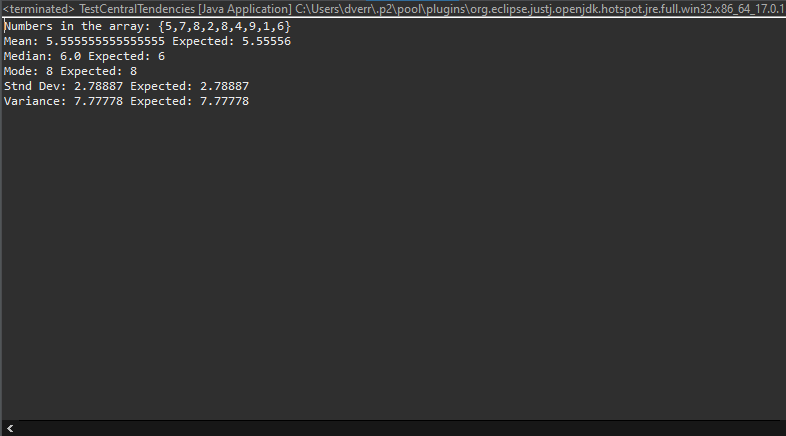 <terminated> TestCentralTendencies [Java Application] C:\Users\dverr\.p2\pool\plugins\org.eclipse.justj.openjdk.hotspot.jre.full.win32.x86_64_17.0.1
Numbers in the array: {5,7,8,2,8,4,9,1,6}
Mean: 5.555555555555555 Expected: 5.55556
Median: 6.0 Expected: 6
Mode: 8 Expected: 8
Stnd Dev: 2.78887 Expected: 2.78887
Variance: 7.77778 Expected: 7.77778